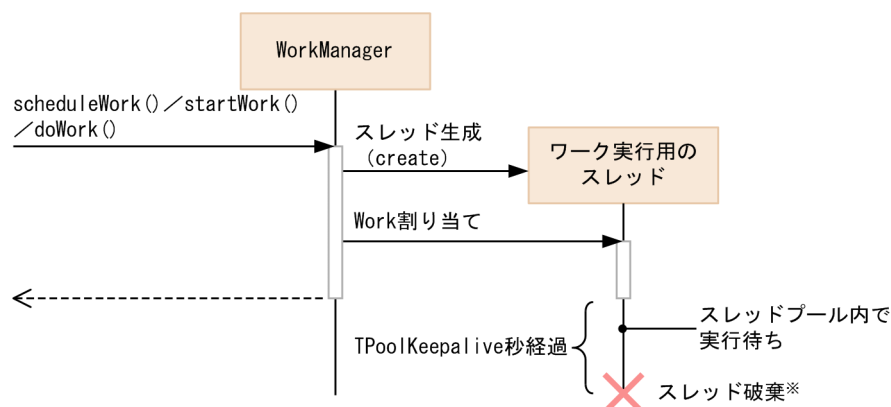 WorkManager
scheduleWork()／startWork()
／doWork()
スレッド生成
(create)
ワーク実行用の
スレッド
Work割り当て
スレッドプール内で
実行待ち
TPoolKeepalive秒経過
スレッド破棄※